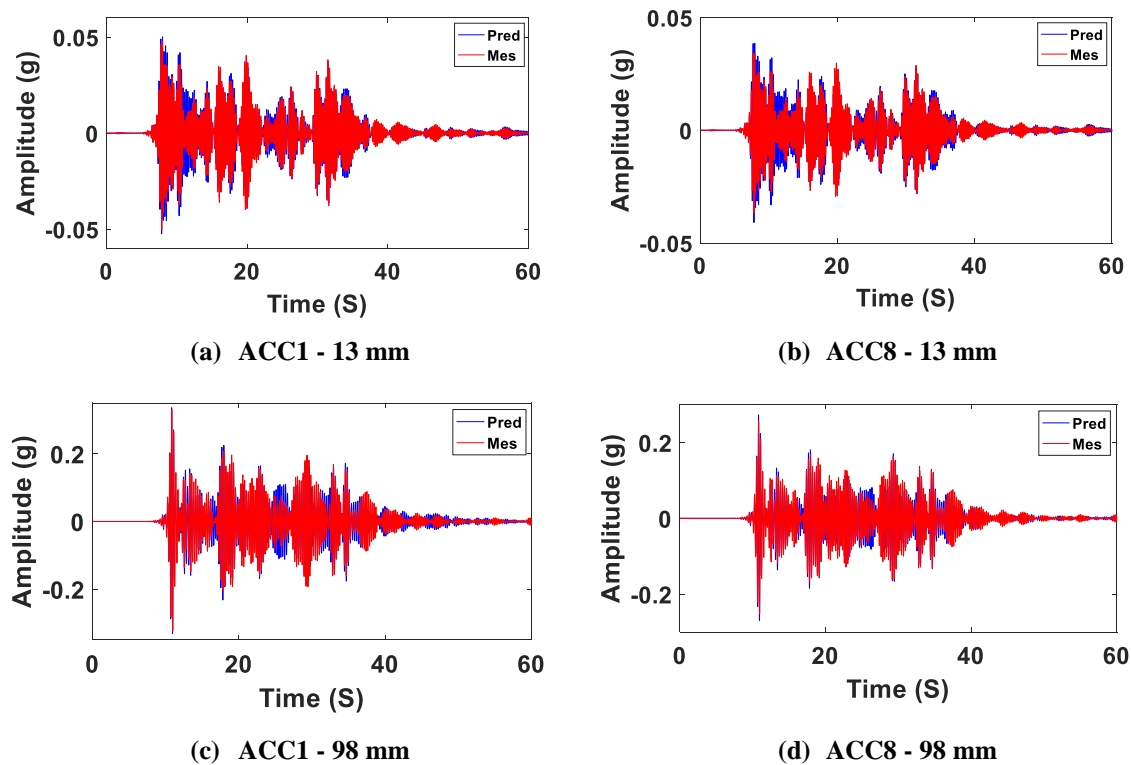 0.05
0
-0.05
Amplitude (g)
Pred
Mes
0
20
40
60
Time (S)
(a) ACC1 - 13 mm
0.05
0
-0.05
Amplitude (g)
Pred
Mes
0
20
40
60
Time (S)
(b) ACC8 - 13 mm
0.2
0
-0.2
Amplitude (g)
Pred
Mes
0
20
40
60
Time (S)
(c) ACC1 - 98 mm
0.2
0
-0.2
Amplitude (g)
Pred
Mes
0
20
40
60
Time (S)
(d) ACC8 - 98 mm